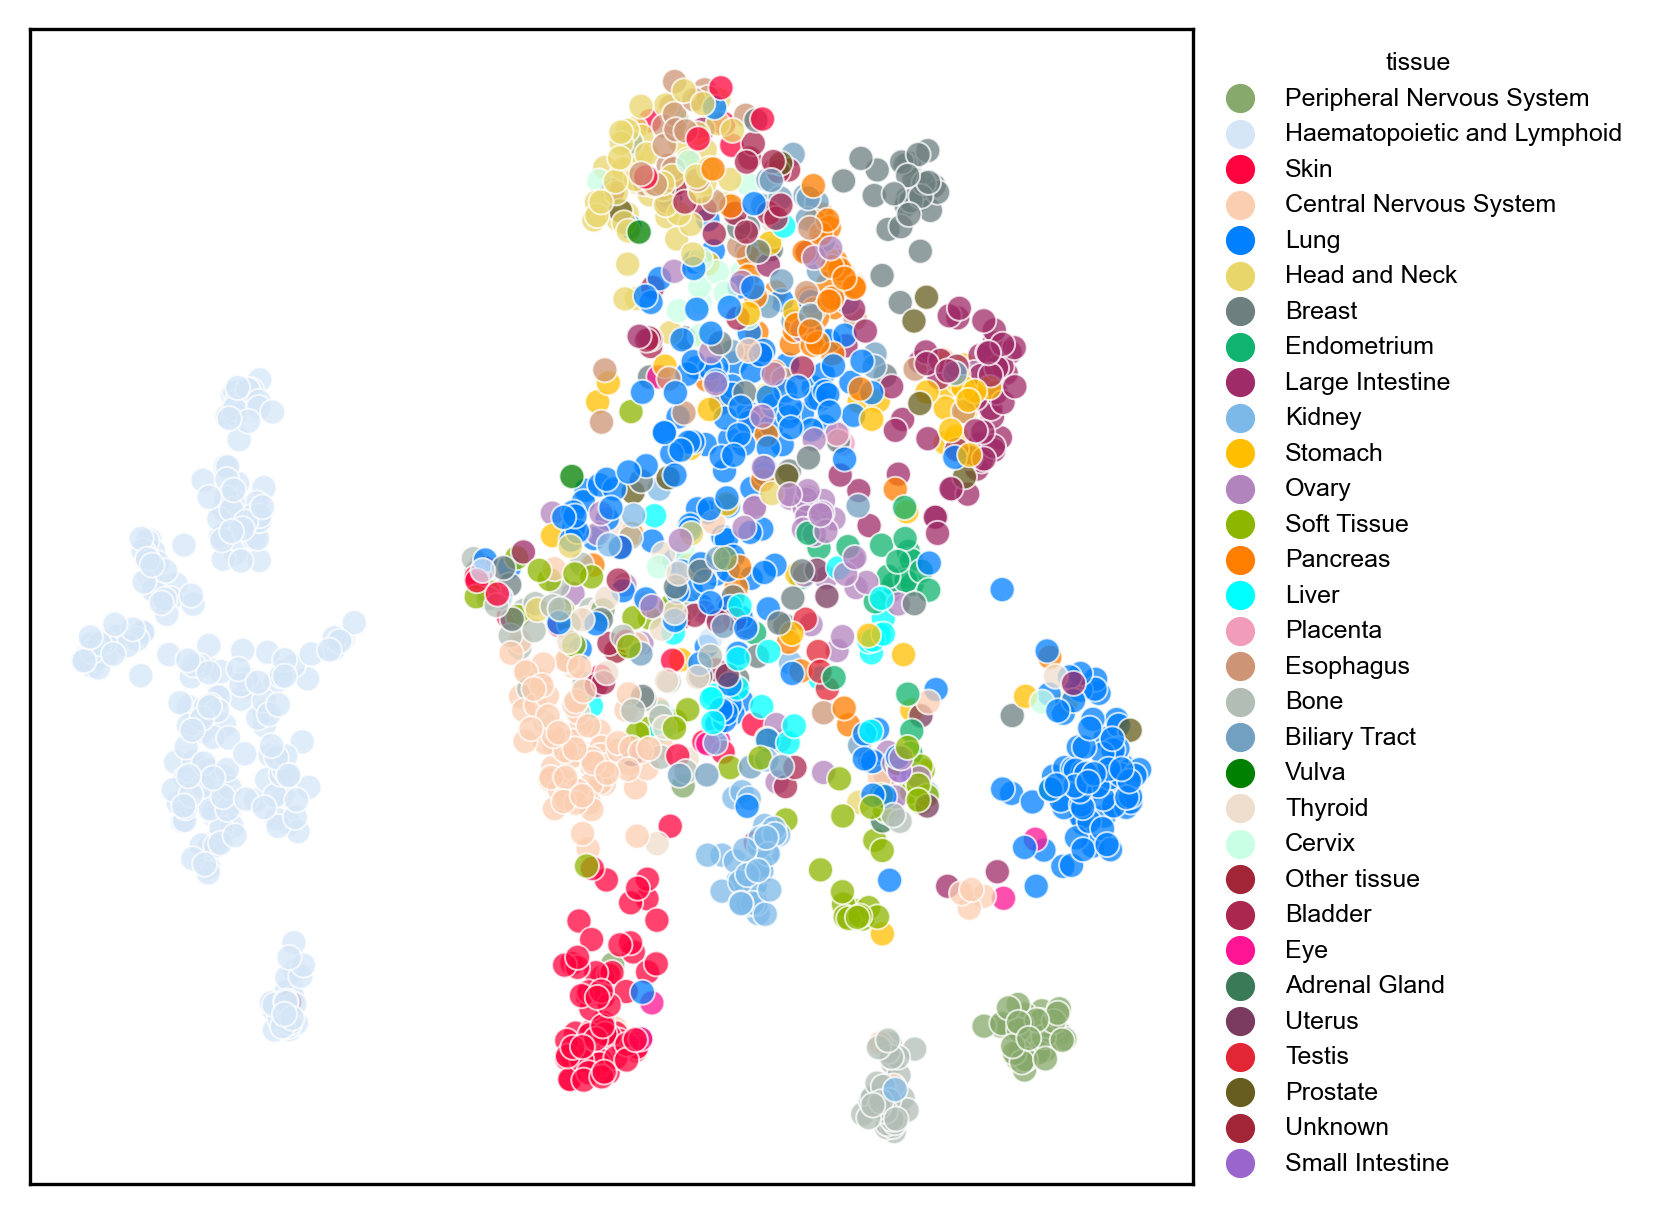 tissue
Peripheral Nervous System
Haematopoietic and Lymphoid
Skin
Central Nervous System
Lung
Head and Neck
Breast
Endometrium
Large Intestine
Kidney
Stomach
Ovary
Soft Tissue
Pancreas
Liver
Placenta
Esophagus
Bone
Biliary Tract
Vulva
Thyroid
Cervix
Other tissue
Bladder
Eye
Adrenal Gland
Uterus
Testis
Prostate
Unknown
Small Intestine